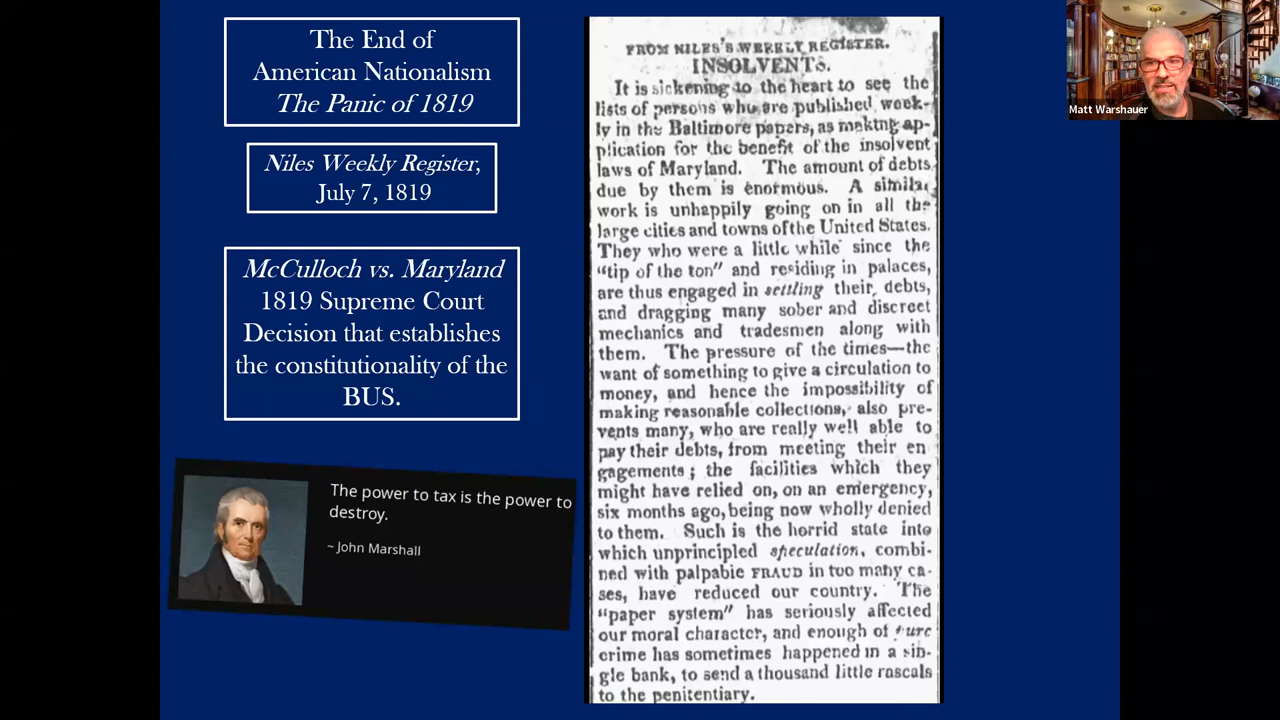 The End of
American Nationalism
The Panic of 1819
Niles Weekly Register,
July 7, 1819
McCulloch vs. Maryland
1819 Supreme Court
Decision that establishes
the constitutionality of the
BUS.
The power to tax is the power to
destroy.
~ John Marshall
FROM NILES'S WEEKLY REGISTER.
INSOLVENTS.
It is sickening to the heart to see the
lists of persons who are published week-
ly in the Baltimore papers, as making ap-
plication for the benefit of the insolvent
laws of Maryland. The amount of debts
due by them is enormous. A similar
work is unhappily going on in all the
large cities and towns of the United States.
They who were a little while since the
"tip of the ton" and residing in palaces,
are thus engaged in settling their debts,
and dragging many sober and discreet
mechanics and tradesmen along with
them. The pressure of the times—the
want of something to give a circulation to
money, and hence the impossibility of
making reasonable collections, also pre-
vents many, who are really well able to
pay their debts, from meeting their en
gagements; the facilities which they
might have relied on, on an emergency,
six months ago, being now wholly denied
to them. Such is the horrid state into
which unprincipled speculation, combi-
ned with palpable FRAUD in too many ca-
ses, have reduced our country. The
"paper system" has seriously affected
our moral character, and enough of pure
crime has sometimes happened in a sin-
gle bank, to send a thousand little rascals
to the penitentiary.
Matt Warshauer